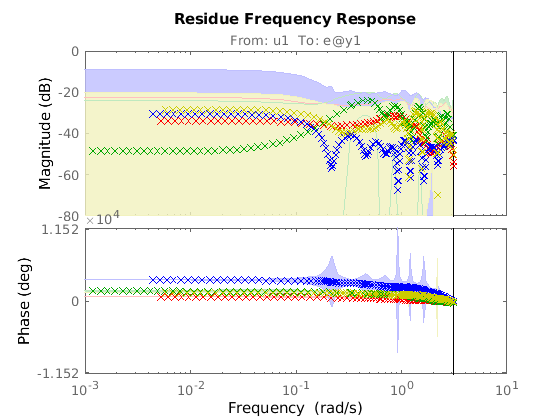 Residue Frequency Response
From: u1  To: e@y1
Magnitude (dB)
0
-20
-40
-60
-80
×10^4
Phase (deg)
1.152
0
-1.152
10^-3
10^-2
10^-1
10^0
10^1
Frequency  (rad/s)